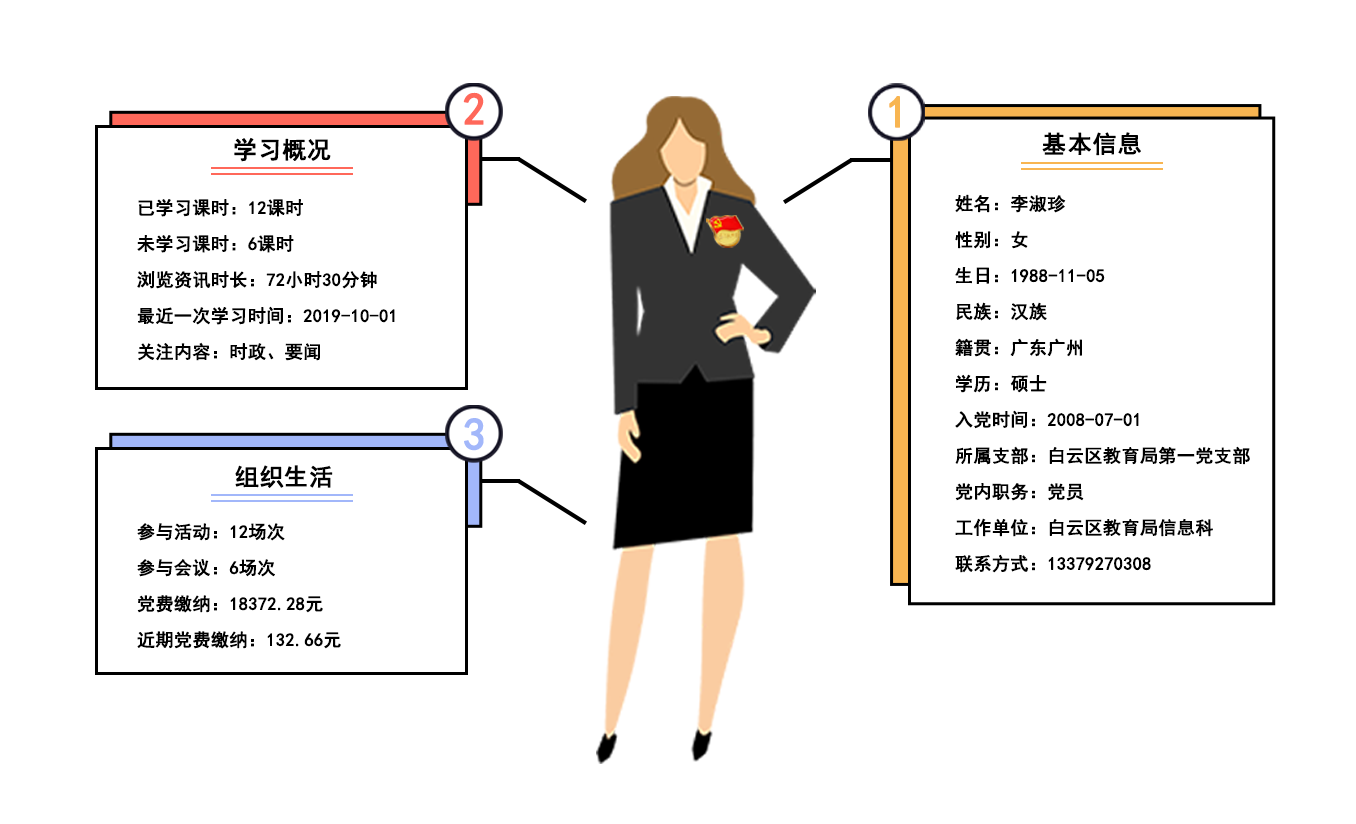 1
基本信息
姓名：李淑珍
性别：女
生日：1988-11-05
民族：汉族
籍贯：广东广州
学历：硕士
入党时间：2008-07-01
所属支部：白云区教育局第一党支部
党内职务：党员
工作单位：白云区教育局信息科
联系方式：13379270308
2
学习概况
已学习课时：12课时
未学习课时：6课时
浏览资讯时长：72小时30分钟
最近一次学习时间：2019-10-01
关注内容：时政、要闻
3
组织生活
参与活动：12场次
参与会议：6场次
党费缴纳：18372.28元
近期党费缴纳：132.66元